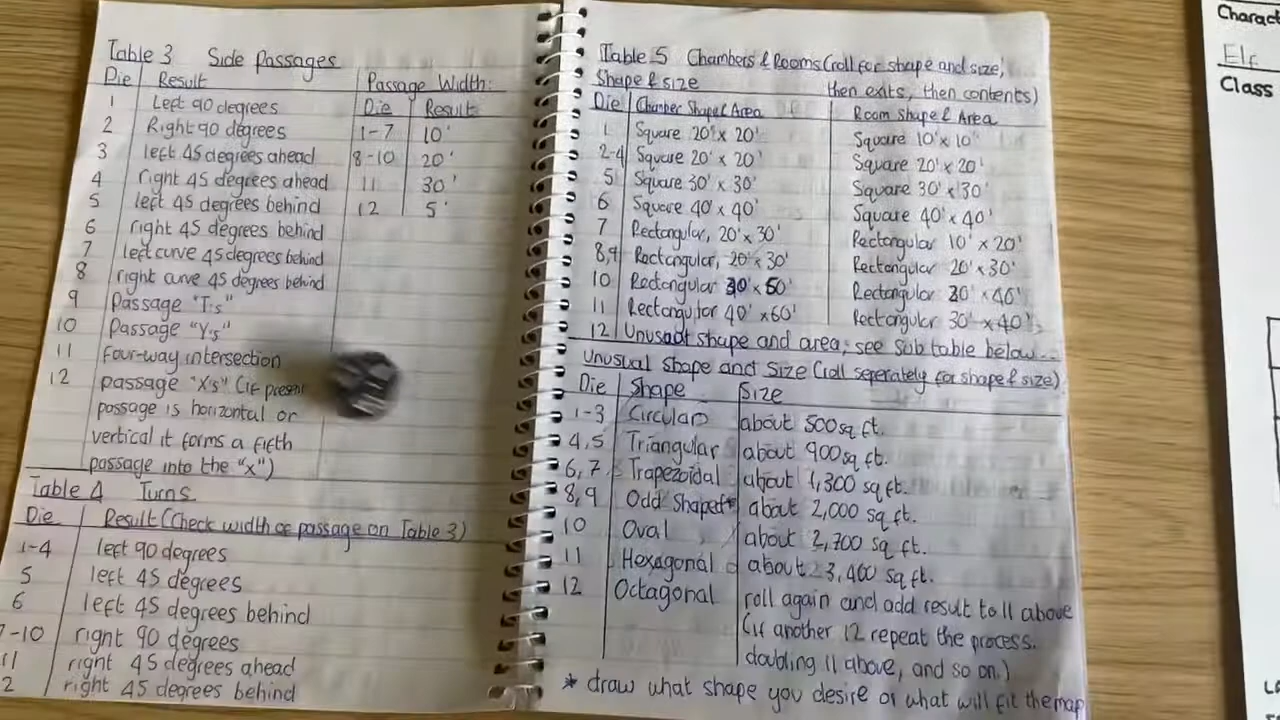 Table 3 Side Passages
Die Result Passage Width:
1 Left 90 degrees Die Result
2 Right 90 degrees 1-7 10'
3 left 45 degrees ahead 8-10 20'
4 right 45 degrees ahead 11 30'
5 left 45 degrees behind 12 5'
6 right 45 degrees behind
7 left curve 45 degrees behind
8 right curve 45 degrees behind
9 Passage "T's"
10 Passage "Y's"
11 four-way intersection
12 passage "X's" (if present
passage is horizontal or
vertical it forms a fifth
passage into the "x")
Table 4 Turns
Die Result (Check width of passage on Table 3)
1-4 left 90 degrees
5 left 45 degrees
6 left 45 degrees behind
7-10 right 90 degrees
11 right 45 degrees ahead
2 right 45 degrees behind
Table 5 Chambers & Rooms (roll for shape and size,
Shape & size then exits, then contents)
Die Chamber Shape & Area Room Shape & Area
1 Square 20' x 20' Square 10' x 10'
2-4 Square 20' x 20' Square 20' x 20'
5 Square 30' x 30' Square 30' x 30'
6 Square 40' x 40' Square 40' x 40'
7 Rectangular, 20' x 30' Rectangular 10' x 20'
8,9 Rectangular, 20' x 30' Rectangular 20' x 30'
10 Rectangular 30' x 50' Rectangular 20' x 40'
11 Rectangular 40' x 60' Rectangular 30' x 40'
12 Unusual shape and area; see sub table below...
Unusual Shape and Size (roll seperately for shape & size)
Die Shape Size
1-3 Circular about 500 sq ft.
4,5 Triangular about 900 sq ft.
6,7 Trapezoidal about 1,300 sq ft.
8,9 Odd Shaped* about 2,000 sq ft.
10 Oval about 2,700 sq ft.
11 Hexagonal about 3,400 sq ft.
12 Octagonal roll again and add result to 11 above
(if another 12 repeat the process.
doubling 11 above, and so on.)
* draw what shape you desire or what will fit the map
Charact
Elf
Class